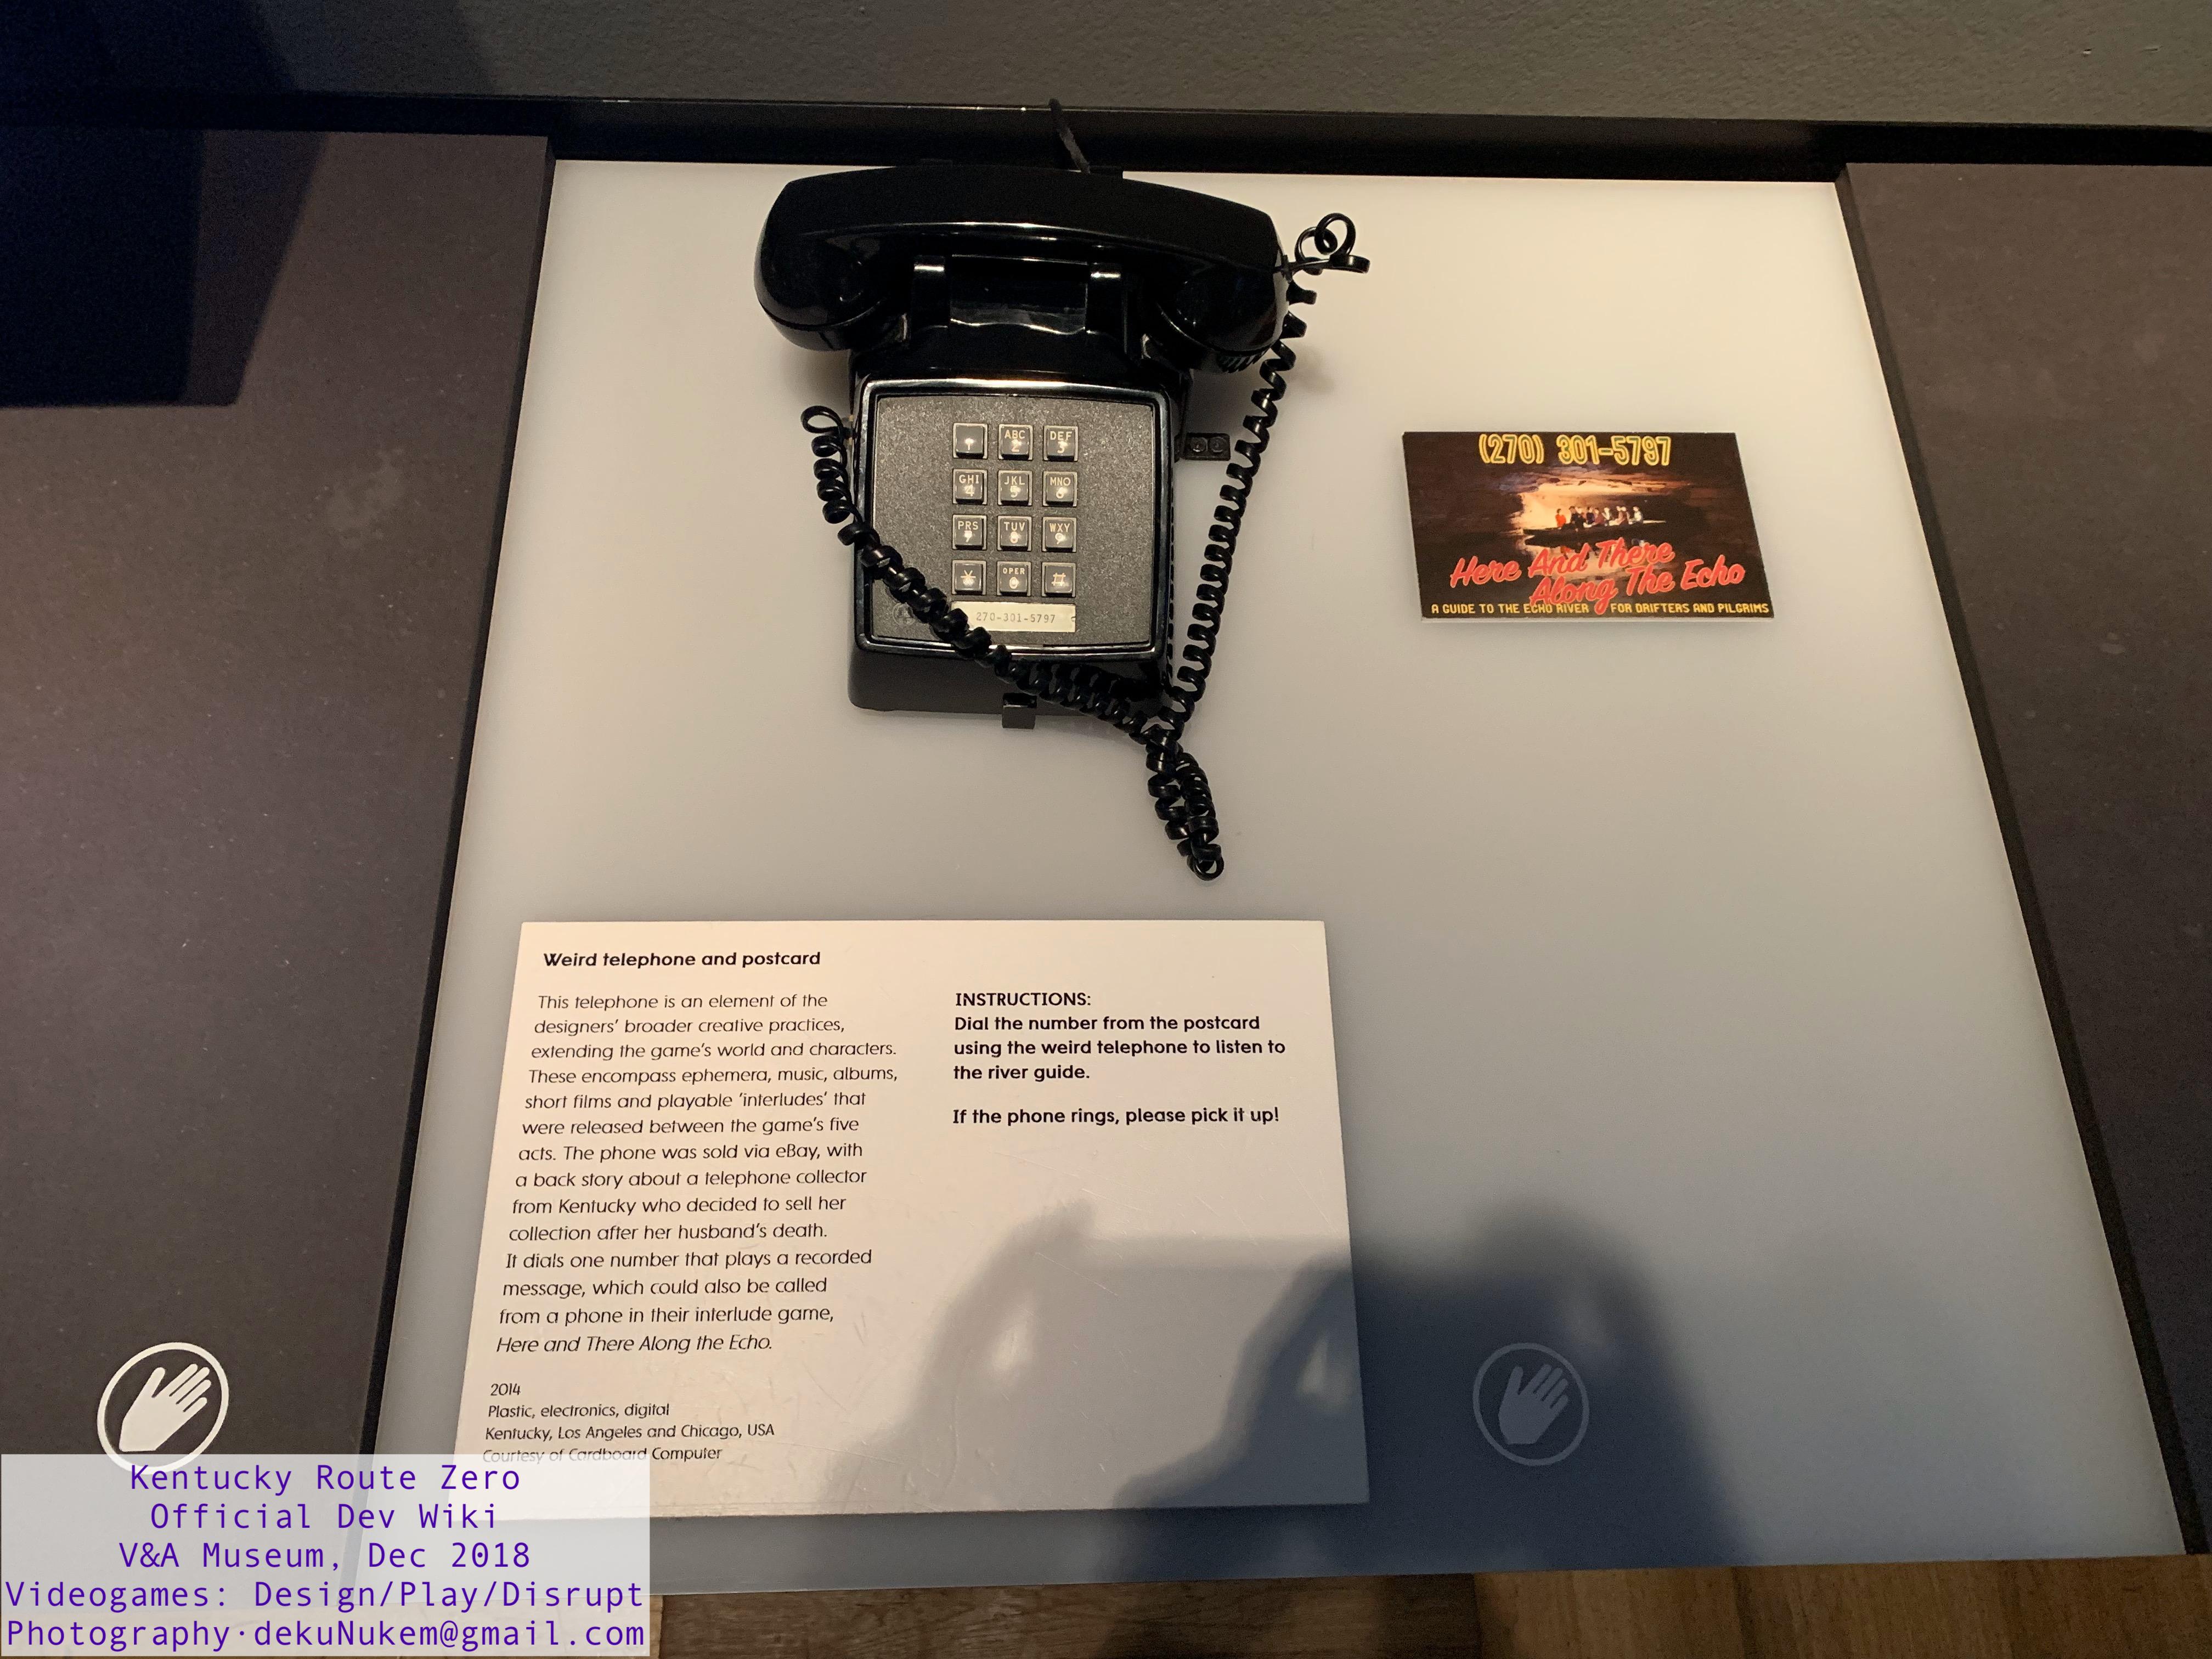 1
ABC
2
DEF
3
GHI
4
JKL
5
MNO
6
PRS
7
TUV
8
WXY
9
*
OPER
0
#
270-301-5797
(270) 301-5797
Here And There
Along The Echo
A GUIDE TO THE ECHO RIVER FOR DRIFTERS AND PILGRIMS
Weird telephone and postcard
This telephone is an element of the
designers' broader creative practices,
extending the game's world and characters.
These encompass ephemera, music, albums,
short films and playable 'interludes' that
were released between the game's five
acts. The phone was sold via eBay, with
a back story about a telephone collector
from Kentucky who decided to sell her
collection after her husband's death.
It dials one number that plays a recorded
message, which could also be called
from a phone in their interlude game,
Here and There Along the Echo.
2014
Plastic, electronics, digital
Kentucky, Los Angeles and Chicago, USA
Courtesy of Cardboard Computer
INSTRUCTIONS:
Dial the number from the postcard
using the weird telephone to listen to
the river guide.
If the phone rings, please pick it up!
Kentucky Route Zero
Official Dev Wiki
V&A Museum, Dec 2018
Videogames: Design/Play/Disrupt
Photography·dekuNukem@gmail.com